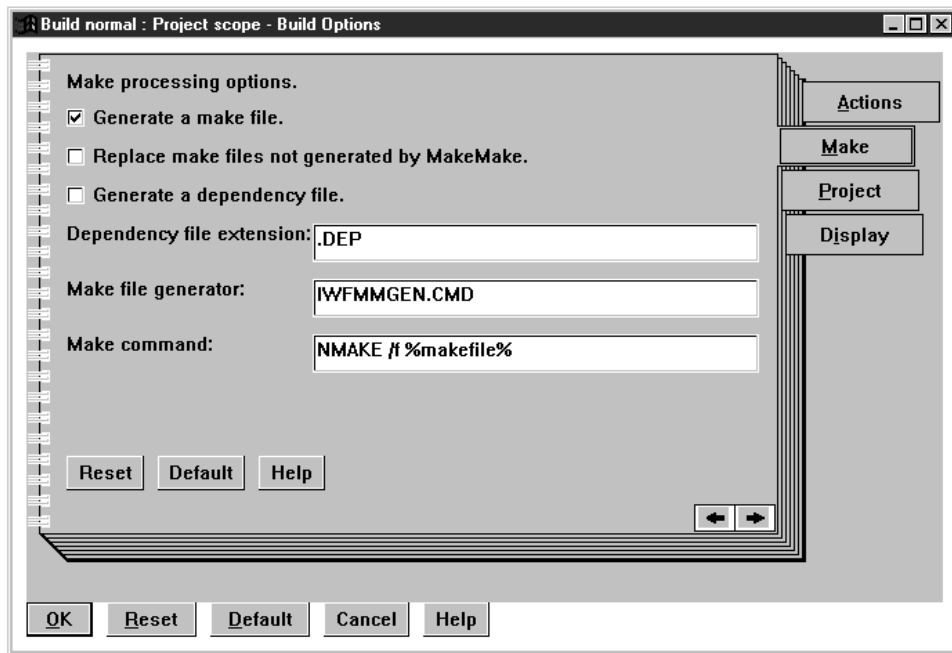 Build normal : Project scope - Build Options
Make processing options.
Generate a make file.
Replace make files not generated by MakeMake.
Generate a dependency file.
Dependency file extension: .DEP
Make file generator: IWFMMGEN.CMD
Make command: NMAKE /f %makefile%
Reset Default Help
Actions
Make
Project
Display
OK Reset Default Cancel Help